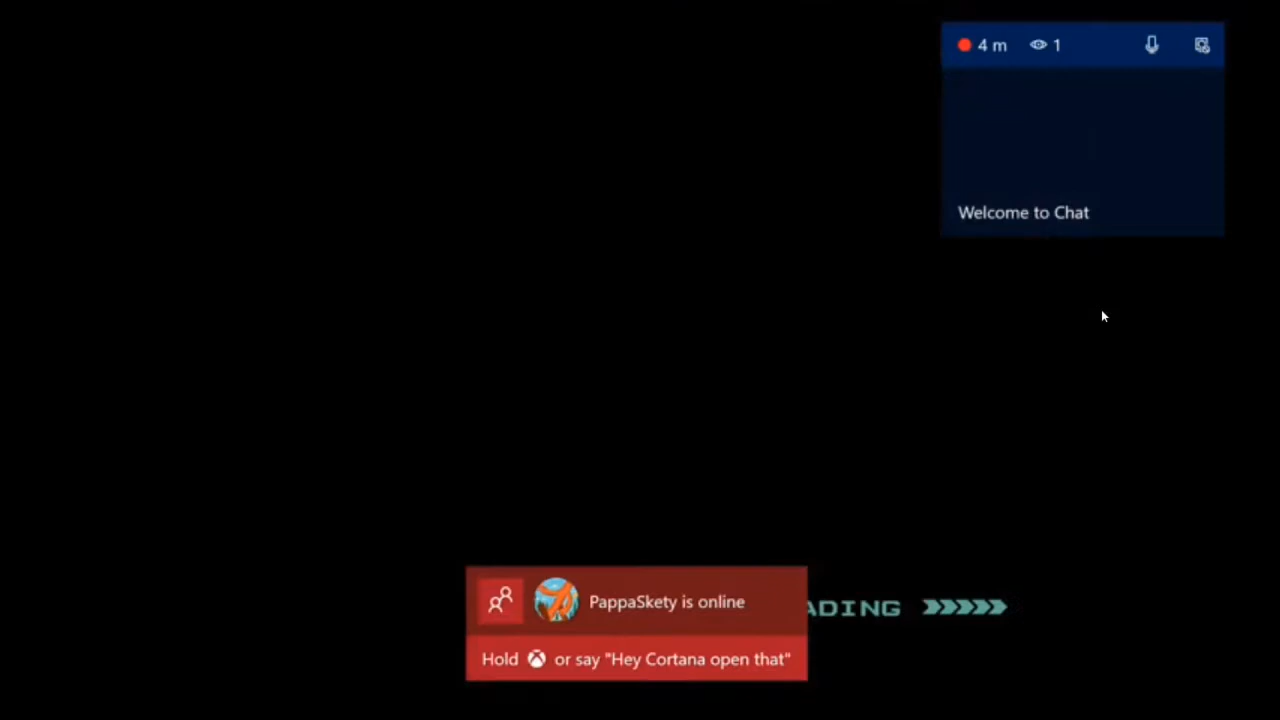 4 m 1
Welcome to Chat
PappaSkety is online
ADING
Hold or say "Hey Cortana open that"